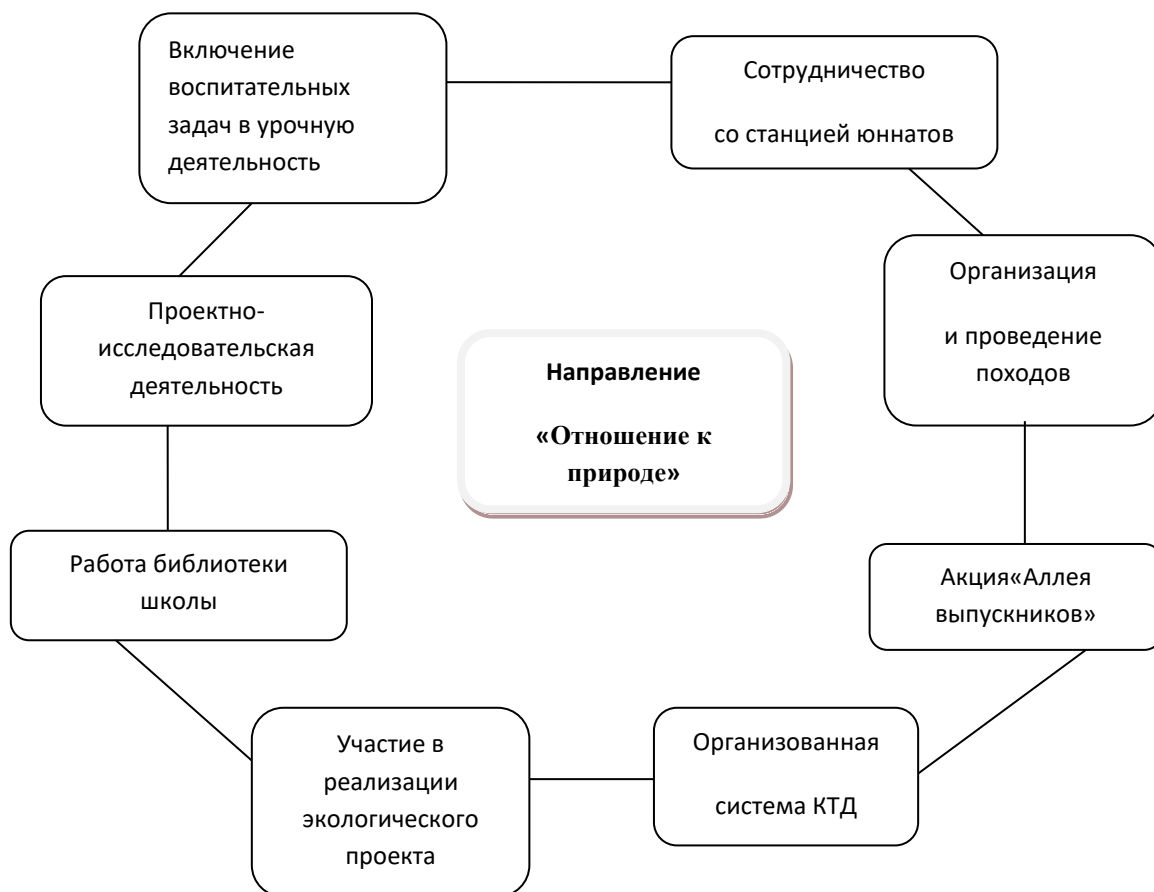 Включение
воспитательных
задач в урочную
деятельность
Сотрудничество
со станцией юннатов
Организация
и проведение
походов
Проектно-
исследовательская
деятельность
Направление
«Отношение к
природе»
Работа библиотеки
школы
Акция«Аллея
выпускников»
Участие в
реализации
экологического
проекта
Организованная
система КТД